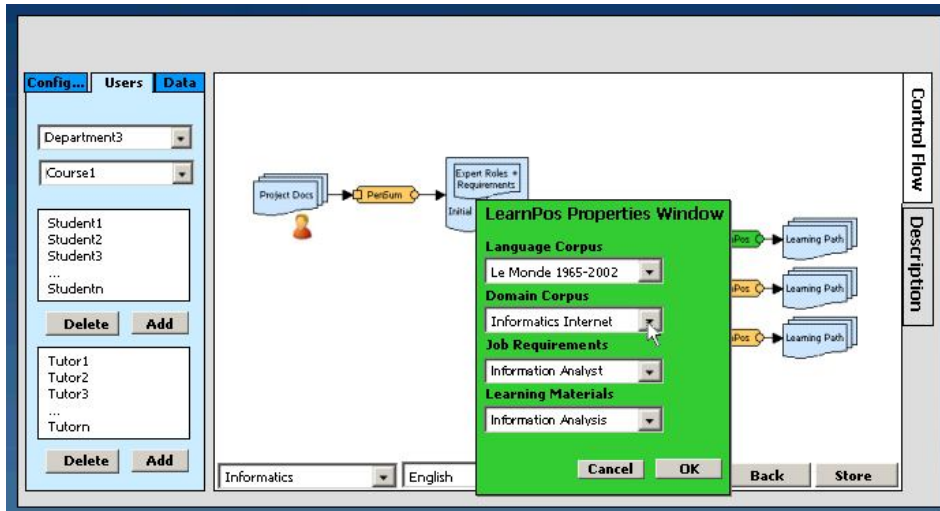 Config...
Users
Data
Department3
Course1
Student1
Student2
Student3
...
Studentn
Delete
Add
Tutor1
Tutor2
Tutor3
...
Tutorn
Delete
Add
Project Docs
PenSum
Expert Roles +
Requirements
Initial
LearnPos Properties Window
Language Corpus
Le Monde 1965-2002
Domain Corpus
Informatics Internet
Job Requirements
Information Analyst
Learning Materials
Information Analysis
Cancel
OK
Learning Path
Learning Path
Learning Path
Informatics
English
Back
Store
Control Flow
Description